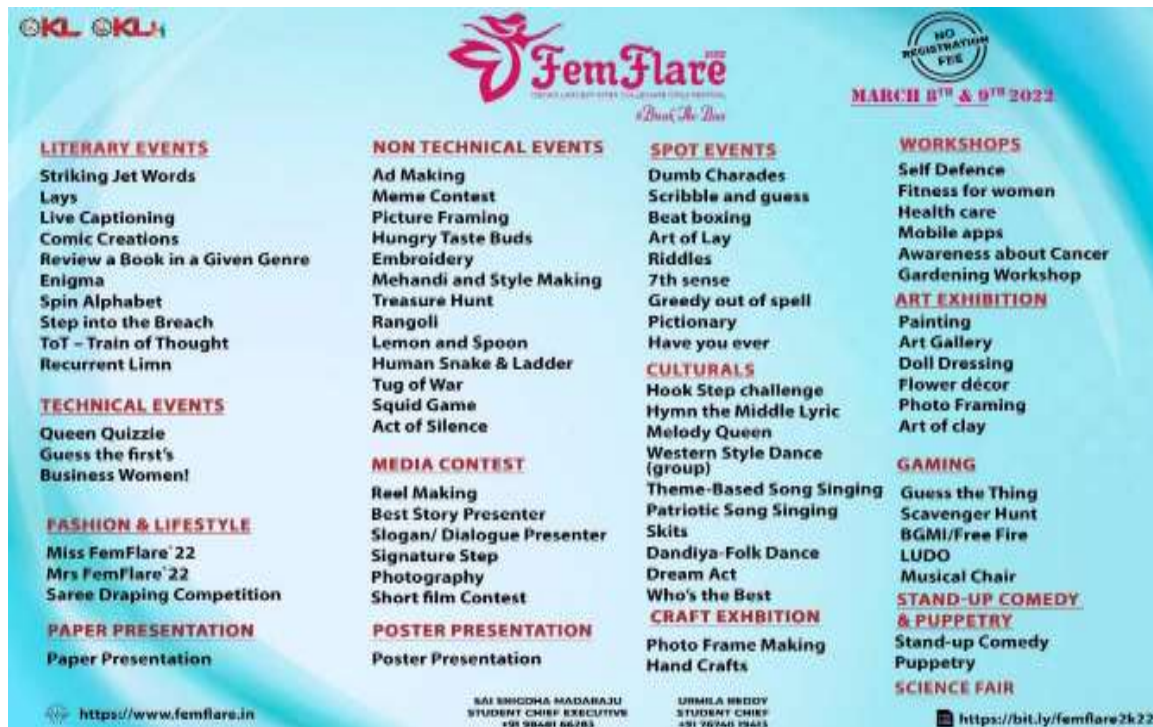 KL KLH
FemFlare
2022
#Break The Bias
NO
REGISTRATION
FEE
MARCH 8TH & 9TH 2022
LITERARY EVENTS
Striking Jet Words
Lays
Live Captioning
Comic Creations
Review a Book in a Given Genre
Enigma
Spin Alphabet
Step into the Breach
ToT – Train of Thought
Recurrent Limn
TECHNICAL EVENTS
Queen Quizzie
Guess the first's
Business Women!
FASHION & LIFESTYLE
Miss FemFlare`22
Mrs FemFlare`22
Saree Draping Competition
PAPER PRESENTATION
Paper Presentation
NON TECHNICAL EVENTS
Ad Making
Meme Contest
Picture Framing
Hungry Taste Buds
Embroidery
Mehandi and Style Making
Treasure Hunt
Rangoli
Lemon and Spoon
Human Snake & Ladder
Tug of War
Squid Game
Act of Silence
MEDIA CONTEST
Reel Making
Best Story Presenter
Slogan/ Dialogue Presenter
Signature Step
Photography
Short film Contest
POSTER PRESENTATION
Poster Presentation
SPOT EVENTS
Dumb Charades
Scribble and guess
Beat boxing
Art of Lay
Riddles
7th sense
Greedy out of spell
Pictionary
Have you ever
CULTURALS
Hook Step challenge
Hymn the Middle Lyric
Melody Queen
Western Style Dance
(group)
Theme-Based Song Singing
Patriotic Song Singing
Skits
Dandiya-Folk Dance
Dream Act
Who's the Best
CRAFT EXHBITION
Photo Frame Making
Hand Crafts
WORKSHOPS
Self Defence
Fitness for women
Health care
Mobile apps
Awareness about Cancer
Gardening Workshop
ART EXHIBITION
Painting
Art Gallery
Doll Dressing
Flower décor
Photo Framing
Art of clay
GAMING
Guess the Thing
Scavenger Hunt
BGMI/Free Fire
LUDO
Musical Chair
STAND-UP COMEDY
& PUPPETRY
Stand-up Comedy
Puppetry
SCIENCE FAIR
https://www.femflare.in
SAI SNIGDHA MADARAJU
STUDENT CHIEF EXECUTIVE
URMILA REDDY
STUDENT CHIEF
https://bit.ly/femflare2k22